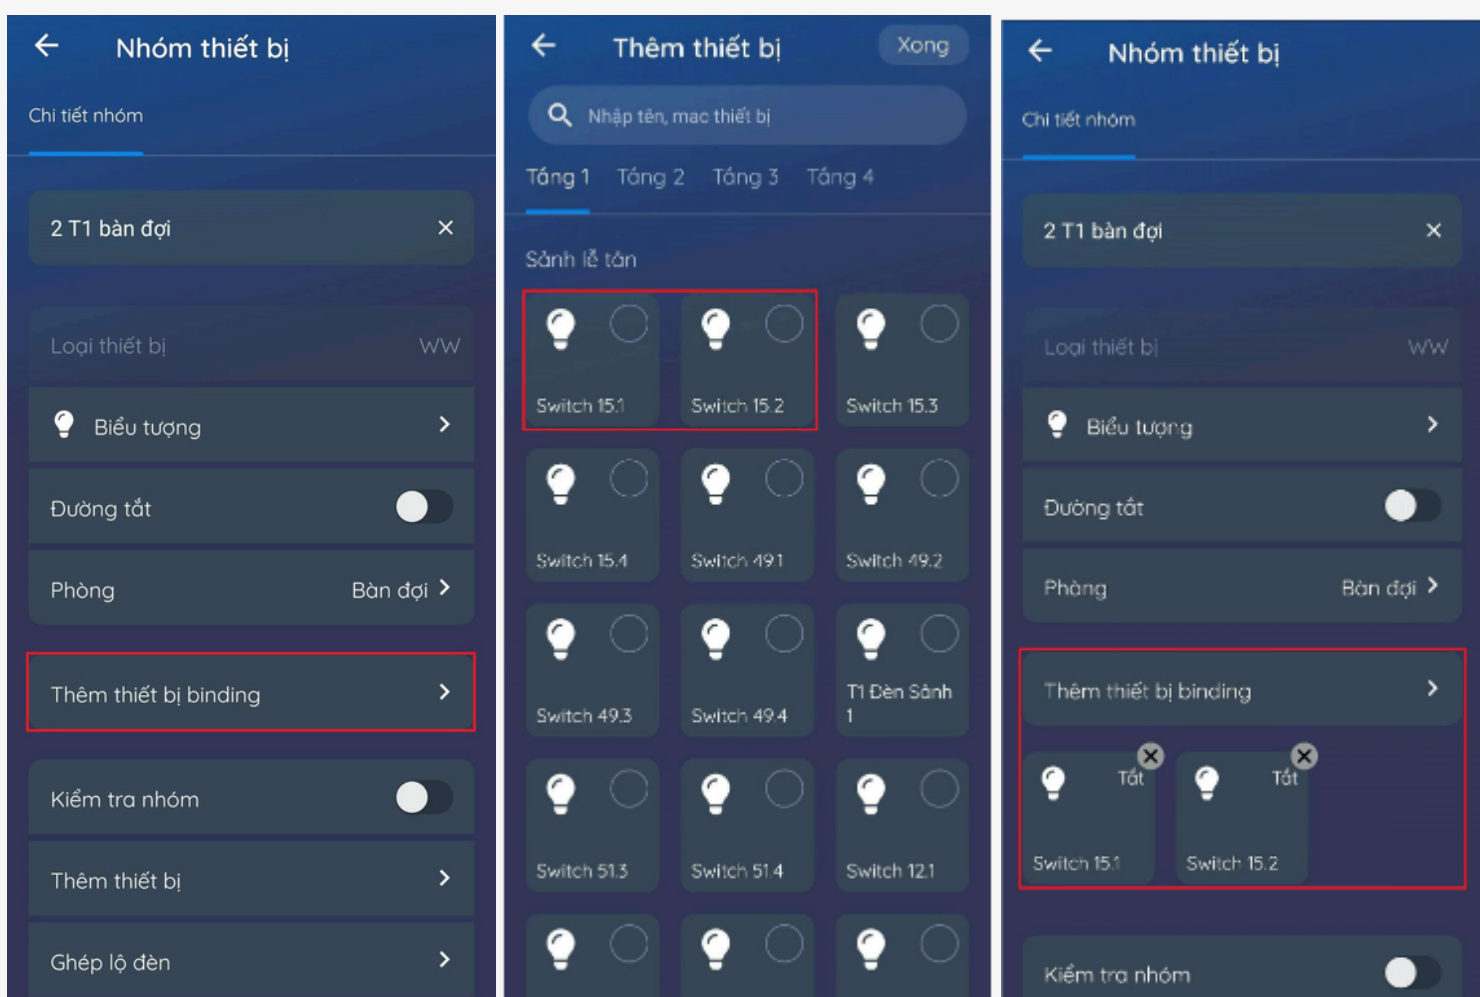 Nhóm thiết bị
Chi tiết nhóm
2 T1 bàn đợi
Loại thiết bị
WW
Biểu tượng
Đường tắt
Phòng
Bàn đợi
Thêm thiết bị binding
Kiểm tra nhóm
Thêm thiết bị
Ghép lộ đèn
Thêm thiết bị
Xong
Nhập tên, mac thiết bị
Tầng 1 Tầng 2 Tầng 3 Tầng 4
Sảnh lễ tân
Switch 15.1
Switch 15.2
Switch 15.3
Switch 15.4
Switch 49.1
Switch 49.2
Switch 49.3
Switch 49.4
T1 Đèn Sảnh
1
Switch 51.3
Switch 51.4
Switch 12.1
Nhóm thiết bị
Chi tiết nhóm
2 T1 bàn đợi
Loại thiết bị
WW
Biểu tượng
Đường tắt
Phòng
Bàn đợi
Thêm thiết bị binding
Tắt
Tắt
Switch 15.1
Switch 15.2
Kiểm tra nhóm